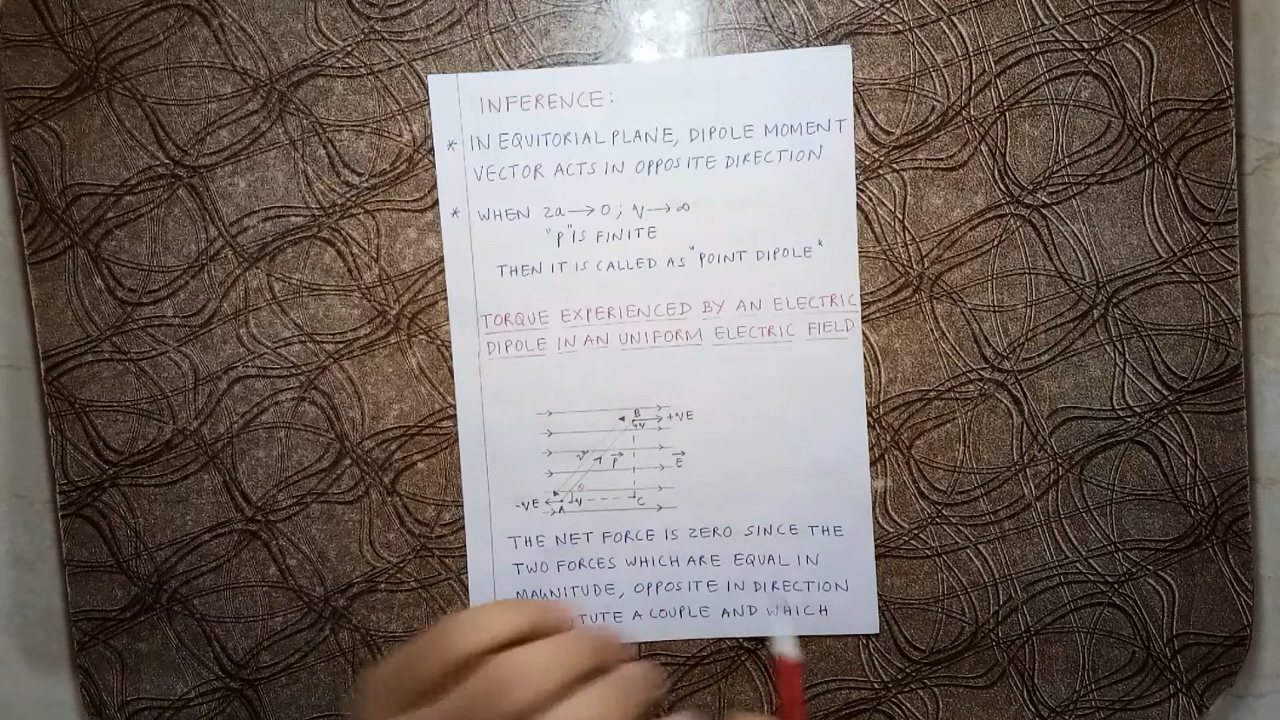 INFERENCE:
* IN EQUITORIAL PLANE, DIPOLE MOMENT
VECTOR ACTS IN OPPOSITE DIRECTION
* WHEN 2a → 0 ; q → ∞
"P" IS FINITE
THEN IT IS CALLED AS "POINT DIPOLE"
TORQUE EXPERIENCED BY AN ELECTRIC
DIPOLE IN AN UNIFORM ELECTRIC FIELD
B
+qE
+q
P
E
-qE
A
-q
C
THE NET FORCE IS ZERO SINCE THE
TWO FORCES WHICH ARE EQUAL IN
MAGNITUDE, OPPOSITE IN DIRECTION
TUTE A COUPLE AND WHICH